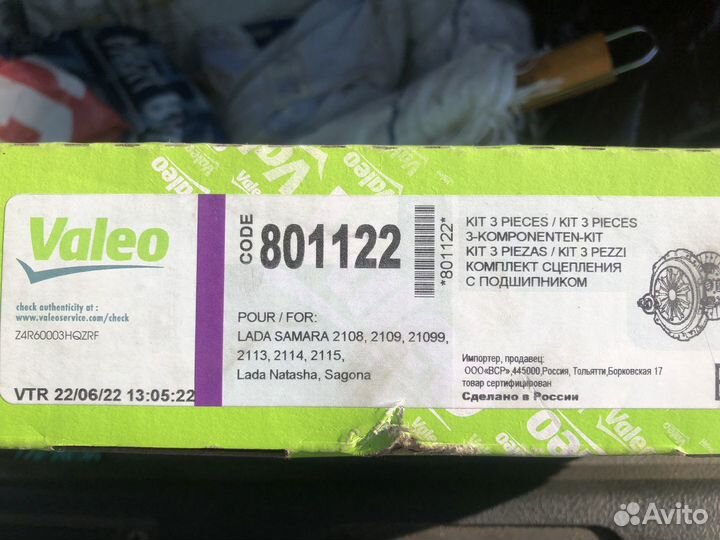 Valeo
Valeo
Valeo
check authenticity at :
www.valeoservice.com/check
Z4R60003HQZRF
VTR 22/06/22 13:05:22
CODE
801122
*801122*
POUR / FOR:
LADA SAMARA 2108, 2109, 21099,
2113, 2114, 2115,
Lada Natasha, Sagona
KIT 3 PIECES / KIT 3 PIECES
3-KOMPONENTEN-KIT
KIT 3 PIEZAS / KIT 3 PEZZI
КОМПЛЕКТ СЦЕПЛЕНИЯ
С ПОДШИПНИКОМ
Импортер, продавец:
ООО«ВСР»,445000,Россия, Тольятти,Борковская 17
товар сертифицирован
Сделано в России
Valeo
Avito